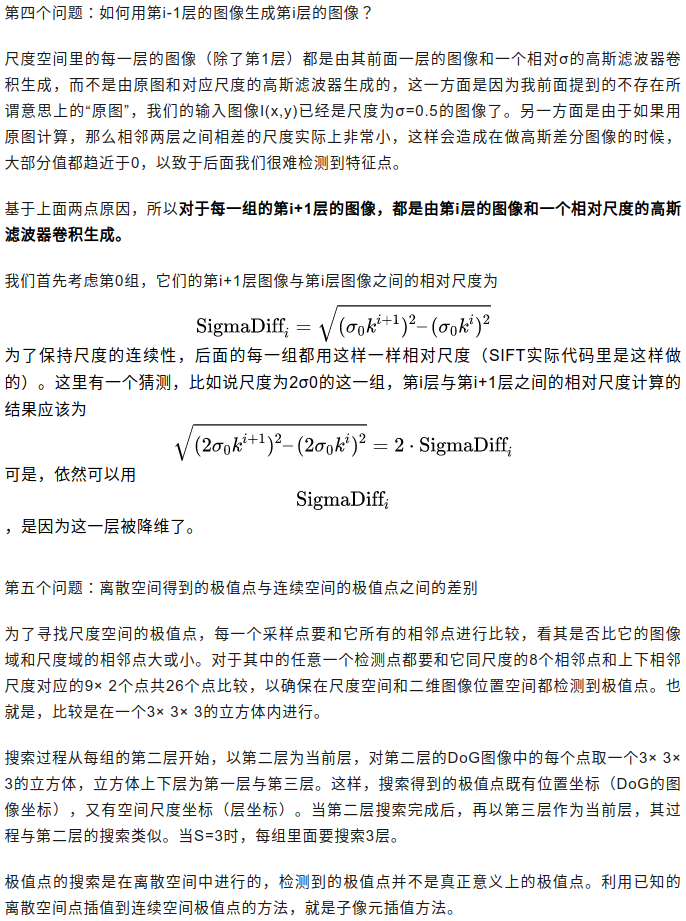 第四个问题：如何用第i-1层的图像生成第i层的图像？
尺度空间里的每一层的图像（除了第1层）都是由其前面一层的图像和一个相对σ的高斯滤波器卷
积生成，而不是由原图和对应尺度的高斯滤波器生成的，这一方面是因为我前面提到的不存在所
谓意思上的“原图”，我们的输入图像I(x,y)已经是尺度为σ=0.5的图像了。另一方面是由于如果用
原图计算，那么相邻两层之间相差的尺度实际上非常小，这样会造成在做高斯差分图像的时候，
大部分值都趋近于0，以致于后面我们很难检测到特征点。
基于上面两点原因，所以对于每一组的第i+1层的图像，都是由第i层的图像和一个相对尺度的高斯
滤波器卷积生成。
我们首先考虑第0组，它们的第i+1层图像与第i层图像之间的相对尺度为
SigmaDiffᵢ = √((σ₀kⁱ⁺¹)²–(σ₀kⁱ)²)
为了保持尺度的连续性，后面的每一组都用这样一样相对尺度（SIFT实际代码里是这样做
的）。这里有一个猜测，比如说尺度为2σ0的这一组，第i层与第i+1层之间的相对尺度计算的
结果应该为
√((2σ₀kⁱ⁺¹)²–(2σ₀kⁱ)²) = 2 · SigmaDiffᵢ
可是，依然可以用
SigmaDiffᵢ
，是因为这一层被降维了。
第五个问题：离散空间得到的极值点与连续空间的极值点之间的差别
为了寻找尺度空间的极值点，每一个采样点要和它所有的相邻点进行比较，看其是否比它的图像
域和尺度域的相邻点大或小。对于其中的任意一个检测点都要和它同尺度的8个相邻点和上下相邻
尺度对应的9× 2个点共26个点比较，以确保在尺度空间和二维图像位置空间都检测到极值点。也
就是，比较是在一个3× 3× 3的立方体内进行。
搜索过程从每组的第二层开始，以第二层为当前层，对第二层的DoG图像中的每个点取一个3× 3×
3的立方体，立方体上下层为第一层与第三层。这样，搜索得到的极值点既有位置坐标（DoG的图
像坐标），又有空间尺度坐标（层坐标）。当第二层搜索完成后，再以第三层作为当前层，其过
程与第二层的搜索类似。当S=3时，每组里面要搜索3层。
极值点的搜索是在离散空间中进行的，检测到的极值点并不是真正意义上的极值点。利用已知的
离散空间点插值到连续空间极值点的方法，就是子像元插值方法。